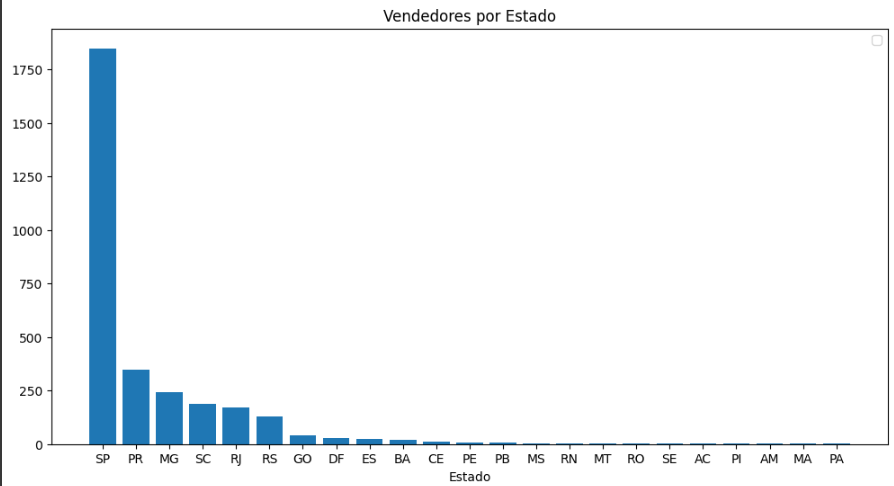 Vendedores por Estado
1750
1500
1250
1000
750
500
250
0
SP PR MG SC RJ RS GO DF ES BA CE PE PB MS RN MT RO SE AC PI AM MA PA
Estado